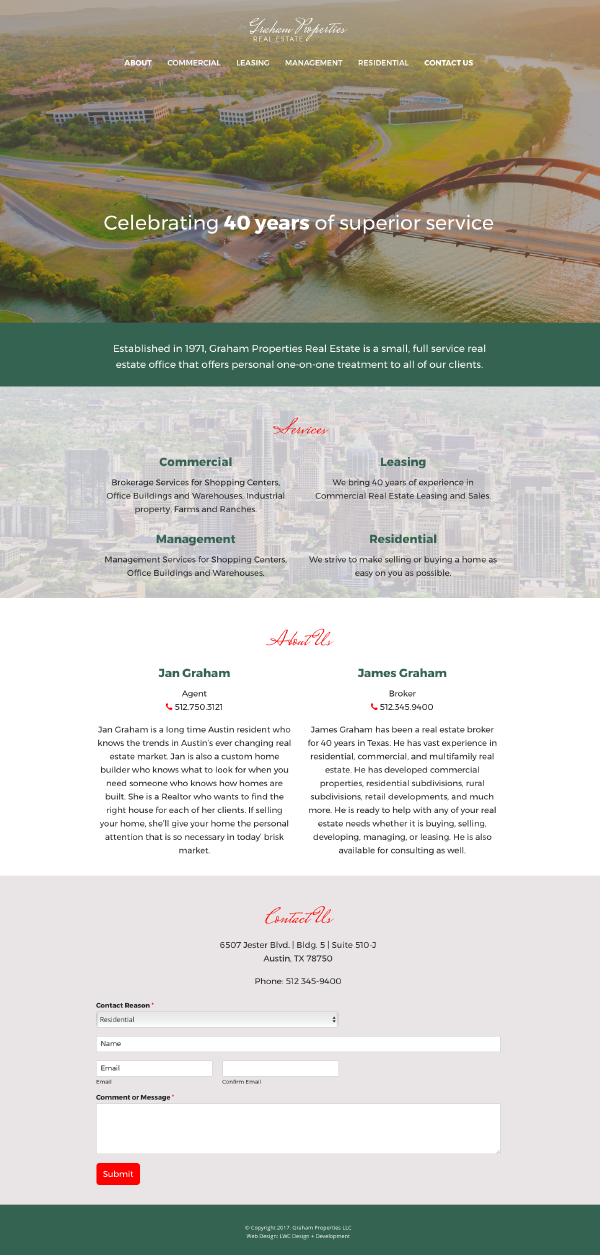 Graham Properties
REAL ESTATE
ABOUT COMMERCIAL LEASING MANAGEMENT RESIDENTIAL CONTACT US
Celebrating 40 years of superior service
Established in 1971, Graham Properties Real Estate is a small, full service real
estate office that offers personal one-on-one treatment to all of our clients.
Services
Commercial
Brokerage Services for Shopping Centers,
Office Buildings and Warehouses, Industrial
property, Farms and Ranches.
Leasing
We bring 40 years of experience in
Commercial Real Estate Leasing and Sales.
Management
Management Services for Shopping Centers,
Office Buildings and Warehouses.
Residential
We strive to make selling or buying a home as
easy on you as possible.
About Us
Jan Graham
Agent
512.750.3121
Jan Graham is a long time Austin resident who
knows the trends in Austin's ever changing real
estate market. Jan is also a custom home
builder who knows what to look for when you
need someone who knows how homes are
built. She is a Realtor who wants to find the
right house for each of her clients. If selling
your home, she'll give your home the personal
attention that is so necessary in today' brisk
market.
James Graham
Broker
512.345.9400
James Graham has been a real estate broker
for 40 years in Texas. He has vast experience in
residential, commercial, and multifamily real
estate. He has developed commercial
properties, residential subdivisions, rural
subdivisions, retail developments, and much
more. He is ready to help with any of your real
estate needs whether it is buying, selling,
developing, managing, or leasing. He is also
available for consulting as well.
Contact Us
6507 Jester Blvd. | Bldg. 5 | Suite 510-J
Austin, TX 78750
Phone: 512 345-9400
Contact Reason *
Residential
Name
Email
Email Confirm Email
Comment or Message *
Submit
© Copyright 2017, Graham Properties LLC
Web Design: LWC Design + Development